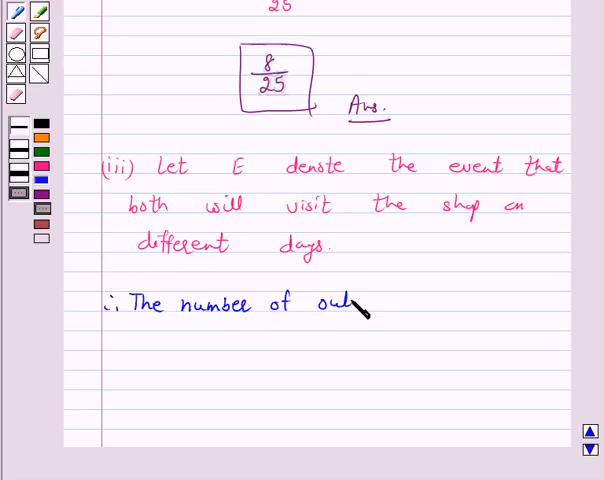 25
8
25
Ans.
(iii) Let E denote the event that
both will visit the shop on
different days.
∴ The number of out